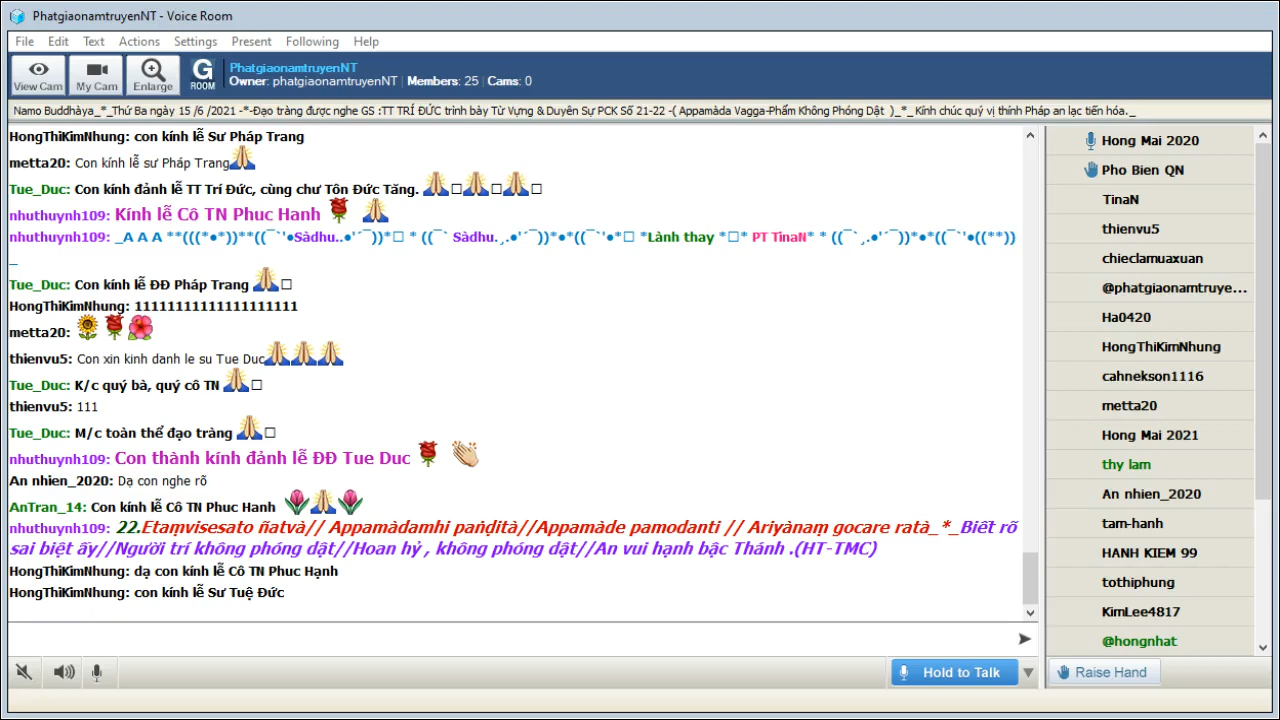 PhatgiaonamtruyenNT - Voice Room
File Edit Text Actions Settings Present Following Help
View Cam My Cam Enlarge G ROOM
PhatgiaonamtruyenNT
Owner: phatgiaonamtruyenNT Members: 25 Cams: 0
Namo Buddhàya_*_Thứ Ba ngày 15 /6 /2021 -*-Đạo tràng được nghe GS :TT TRÍ ĐỨC trình bày Từ Vựng & Duyên Sự PCK Số 21-22 -( Appamàda Vagga-Phẩm Không Phóng Dật )_*_ Kính chúc quý vị thính Pháp an lạc tiến hóa._
HongThiKimNhung: con kính lễ Sư Pháp Trang
metta20: Con kính lễ sư Pháp Trang
Tue_Duc: Con kính đảnh lễ TT Trí Đức, cùng chư Tôn Đức Tăng.
nhuthuynh109: Kính lễ Cô TN Phuc Hanh
nhuthuynh109: _A A A **(((*●*))**((¯`'●Sàdhu..●'´¯))*□ * ((¯` Sàdhu.¸.●'´¯))*●*((¯`'●*□ *Lành thay *□* PT TinaN* * ((¯`¸.●'´¯))*●*((¯`'●((**))
_
Tue_Duc: Con kính lễ ĐĐ Pháp Trang
HongThiKimNhung: 11111111111111111111
metta20:
thienvu5: Con xin kinh danh le su Tue Duc
Tue_Duc: K/c quý bà, quý cô TN
thienvu5: 111
Tue_Duc: M/c toàn thể đạo tràng
nhuthuynh109: Con thành kính đảnh lễ ĐĐ Tue Duc
An nhien_2020: Dạ con nghe rõ
AnTran_14: Con kính lễ Cô TN Phuc Hanh
nhuthuynh109: 22.Etaṃvisesato ñatvà// Appamàdamhi paṇḍità//Appamàde pamodanti // Ariyànaṃ gocare ratà_*_Biết rõ
sai biệt ấy//Người trí không phóng dật//Hoan hỷ , không phóng dật//An vui hạnh bậc Thánh .(HT-TMC)
HongThiKimNhung: dạ con kính lễ Cô TN Phuc Hạnh
HongThiKimNhung: con kính lễ Sư Tuệ Đức
Hold to Talk
Hong Mai 2020
Pho Bien QN
TinaN
thienvu5
chieclamuaxuan
@phatgiaonamtruye...
Ha0420
HongThiKimNhung
cahnekson1116
metta20
Hong Mai 2021
thy lam
An nhien_2020
tam-hanh
HANH KIEM 99
tothiphung
KimLee4817
@hongnhat
Raise Hand